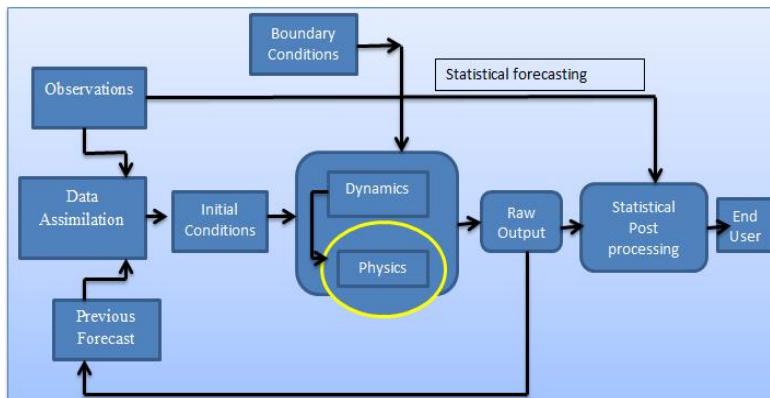 Boundary
Conditions
Statistical forecasting
Observations
Data
Assimilation
Initial
Conditions
Dynamics
Physics
Raw
Output
Statistical
Post
processing
End
User
Previous
Forecast